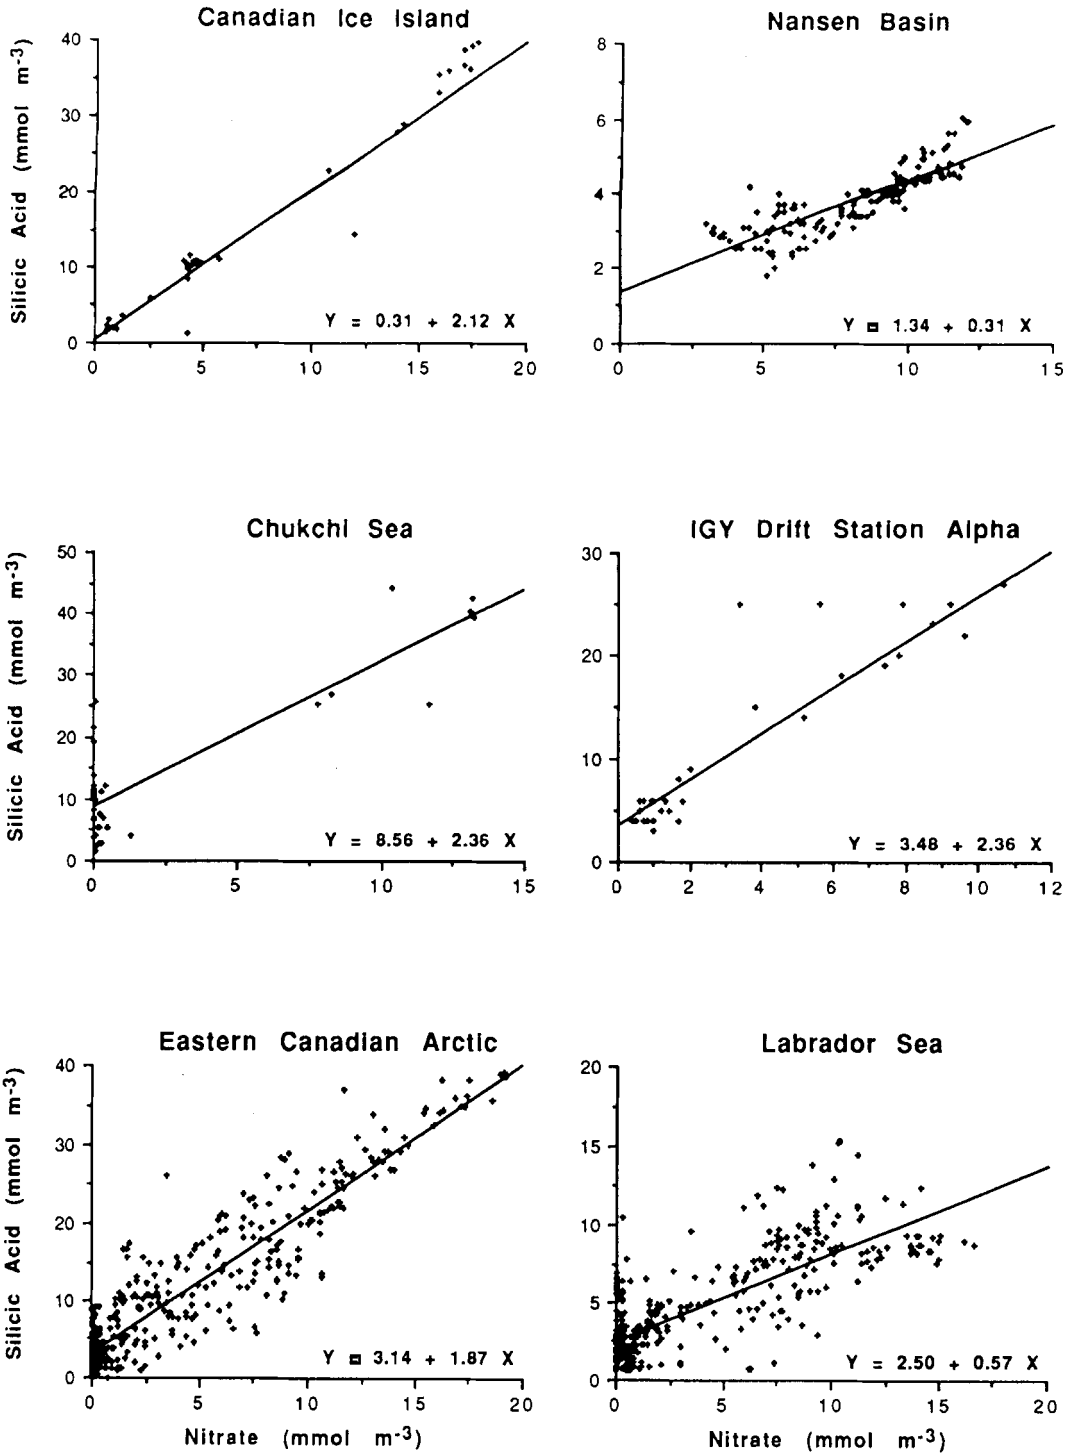 Canadian Ice Island
Nansen Basin
Silicic Acid (mmol m-3)
40
30
20
10
0
0 5 10 15 20
Y = 0.31 + 2.12 X
8
6
4
2
0
0 5 10 15
Y = 1.34 + 0.31 X
Chukchi Sea
IGY Drift Station Alpha
Silicic Acid (mmol m-3)
50
40
30
20
10
0
0 5 10 15
Y = 8.56 + 2.36 X
30
20
10
0
0 2 4 6 8 10 12
Y = 3.48 + 2.36 X
Eastern Canadian Arctic
Labrador Sea
Silicic Acid (mmol m-3)
40
30
20
10
0
0 5 10 15 20
Y = 3.14 + 1.87 X
Nitrate (mmol m-3)
20
15
10
5
0
0 5 10 15 20
Y = 2.50 + 0.57 X
Nitrate (mmol m-3)